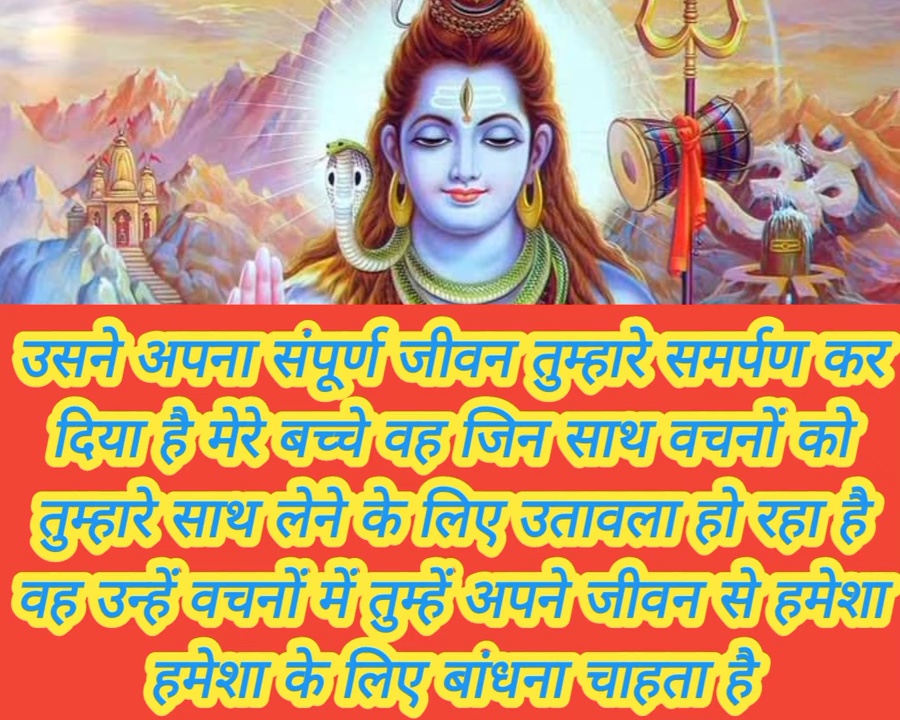 उसने अपना संपूर्ण जीवन तुम्हारे समर्पण कर
दिया है मेरे बच्चे वह जिन साथ वचनों को
तुम्हारे साथ लेने के लिए उतावला हो रहा है
वह उन्हें वचनों में तुम्हें अपने जीवन से हमेशा
हमेशा के लिए बांधना चाहता है